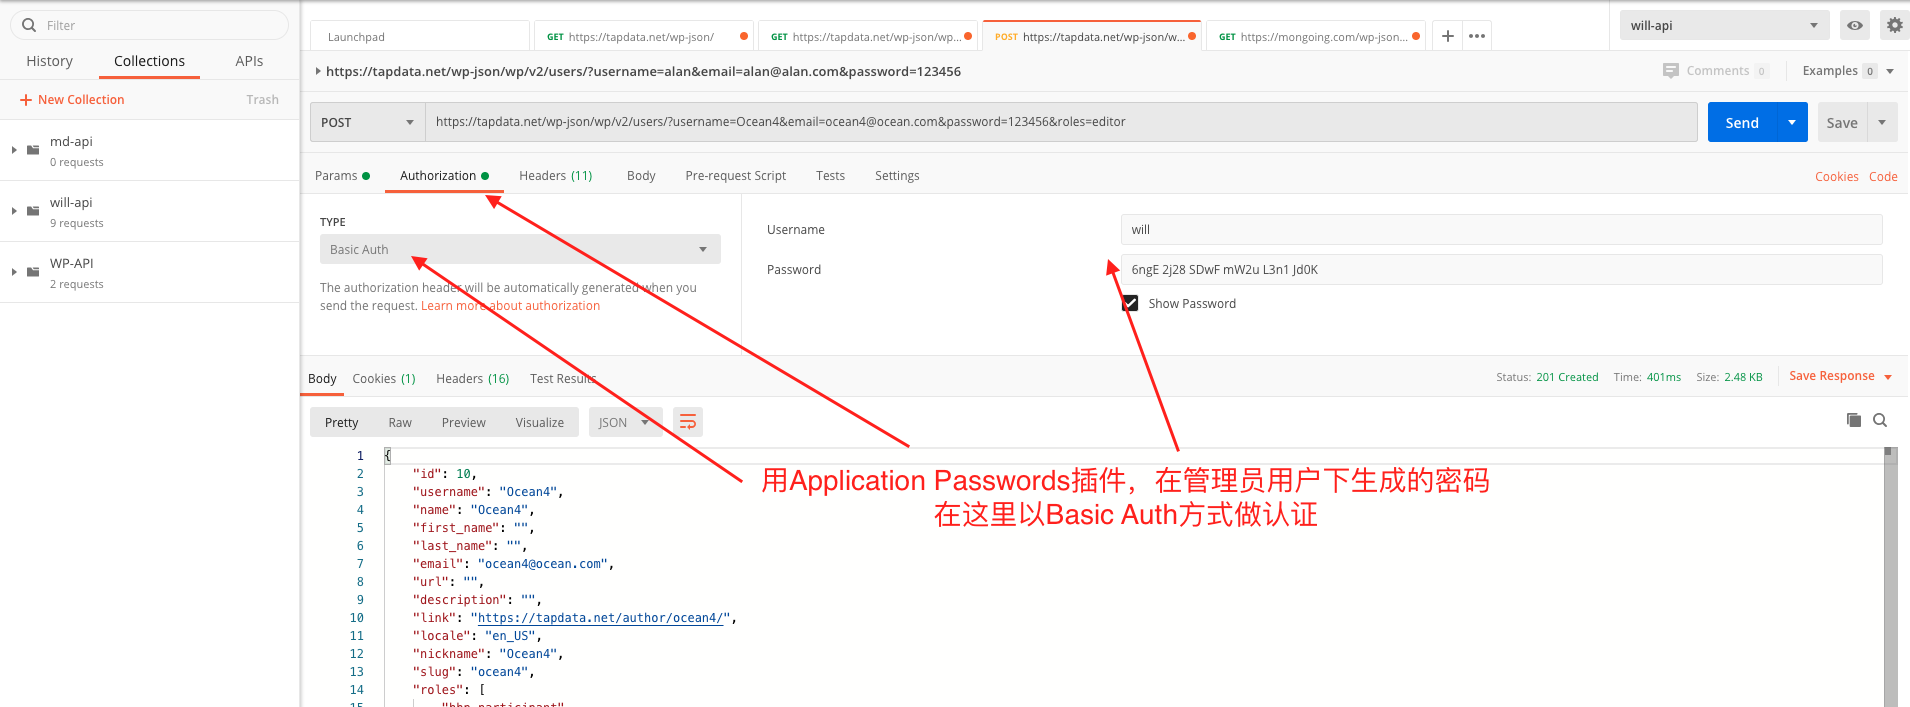 Filter
History Collections APIs
+ New Collection Trash
md-api
0 requests
will-api
9 requests
WP-API
2 requests
Launchpad
GET https://tapdata.net/wp-json/
GET https://tapdata.net/wp-json/wp...
POST https://tapdata.net/wp-json/w...
GET https://mongoing.com/wp-json...
+ •••
will-api
https://tapdata.net/wp-json/wp/v2/users/?username=alan&email=alan@alan.com&password=123456
Comments 0 Examples 0
POST https://tapdata.net/wp-json/wp/v2/users/?username=Ocean4&email=ocean4@ocean.com&password=123456&roles=editor
Send Save
Params Authorization Headers (11) Body Pre-request Script Tests Settings
Cookies Code
TYPE
Basic Auth
The authorization header will be automatically generated when you
send the request. Learn more about authorization
Username will
Password 6ngE 2j28 SDwF mW2u L3n1 Jd0K
Show Password
Body Cookies (1) Headers (16) Test Results
Status: 201 Created Time: 401ms Size: 2.48 KB Save Response
Pretty Raw Preview Visualize JSON
用Application Passwords插件，在管理员用户下生成的密码
在这里以Basic Auth方式做认证
1 {
2 "id": 10,
3 "username": "Ocean4",
4 "name": "Ocean4",
5 "first_name": "",
6 "last_name": "",
7 "email": "ocean4@ocean.com",
8 "url": "",
9 "description": "",
10 "link": "https://tapdata.net/author/ocean4/",
11 "locale": "en_US",
12 "nickname": "Ocean4",
13 "slug": "ocean4",
14 "roles": [
15 "bbp_participant"